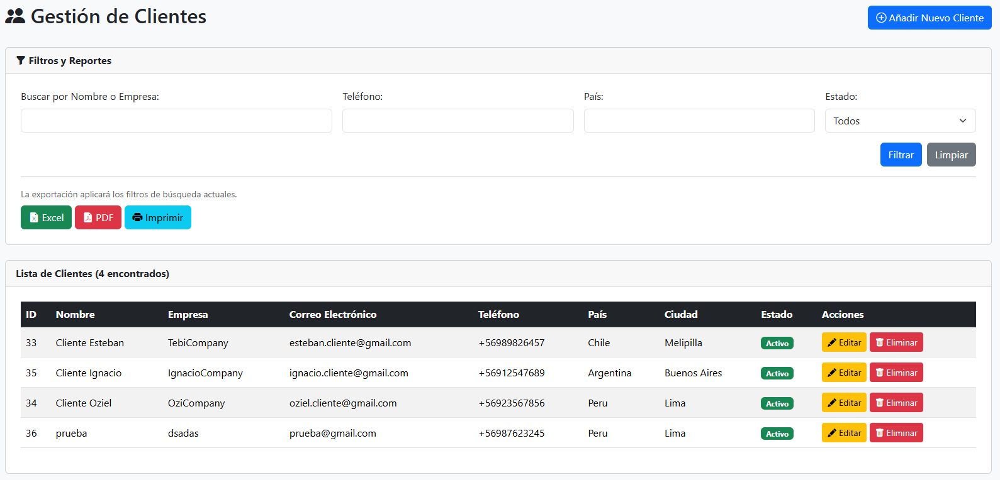 Gestión de Clientes
Añadir Nuevo Cliente
Filtros y Reportes
Buscar por Nombre o Empresa: Teléfono: País: Estado:
Todos
Filtrar Limpiar
La exportación aplicará los filtros de búsqueda actuales.
Excel PDF Imprimir
Lista de Clientes (4 encontrados)
ID Nombre Empresa Correo Electrónico Teléfono País Ciudad Estado Acciones
33 Cliente Esteban TebiCompany esteban.cliente@gmail.com +56989826457 Chile Melipilla Activo Editar Eliminar
35 Cliente Ignacio IgnacioCompany ignacio.cliente@gmail.com +56912547689 Argentina Buenos Aires Activo Editar Eliminar
34 Cliente Oziel OziCompany oziel.cliente@gmail.com +56923567856 Peru Lima Activo Editar Eliminar
36 prueba dsadas prueba@gmail.com +56987623245 Peru Lima Activo Editar Eliminar